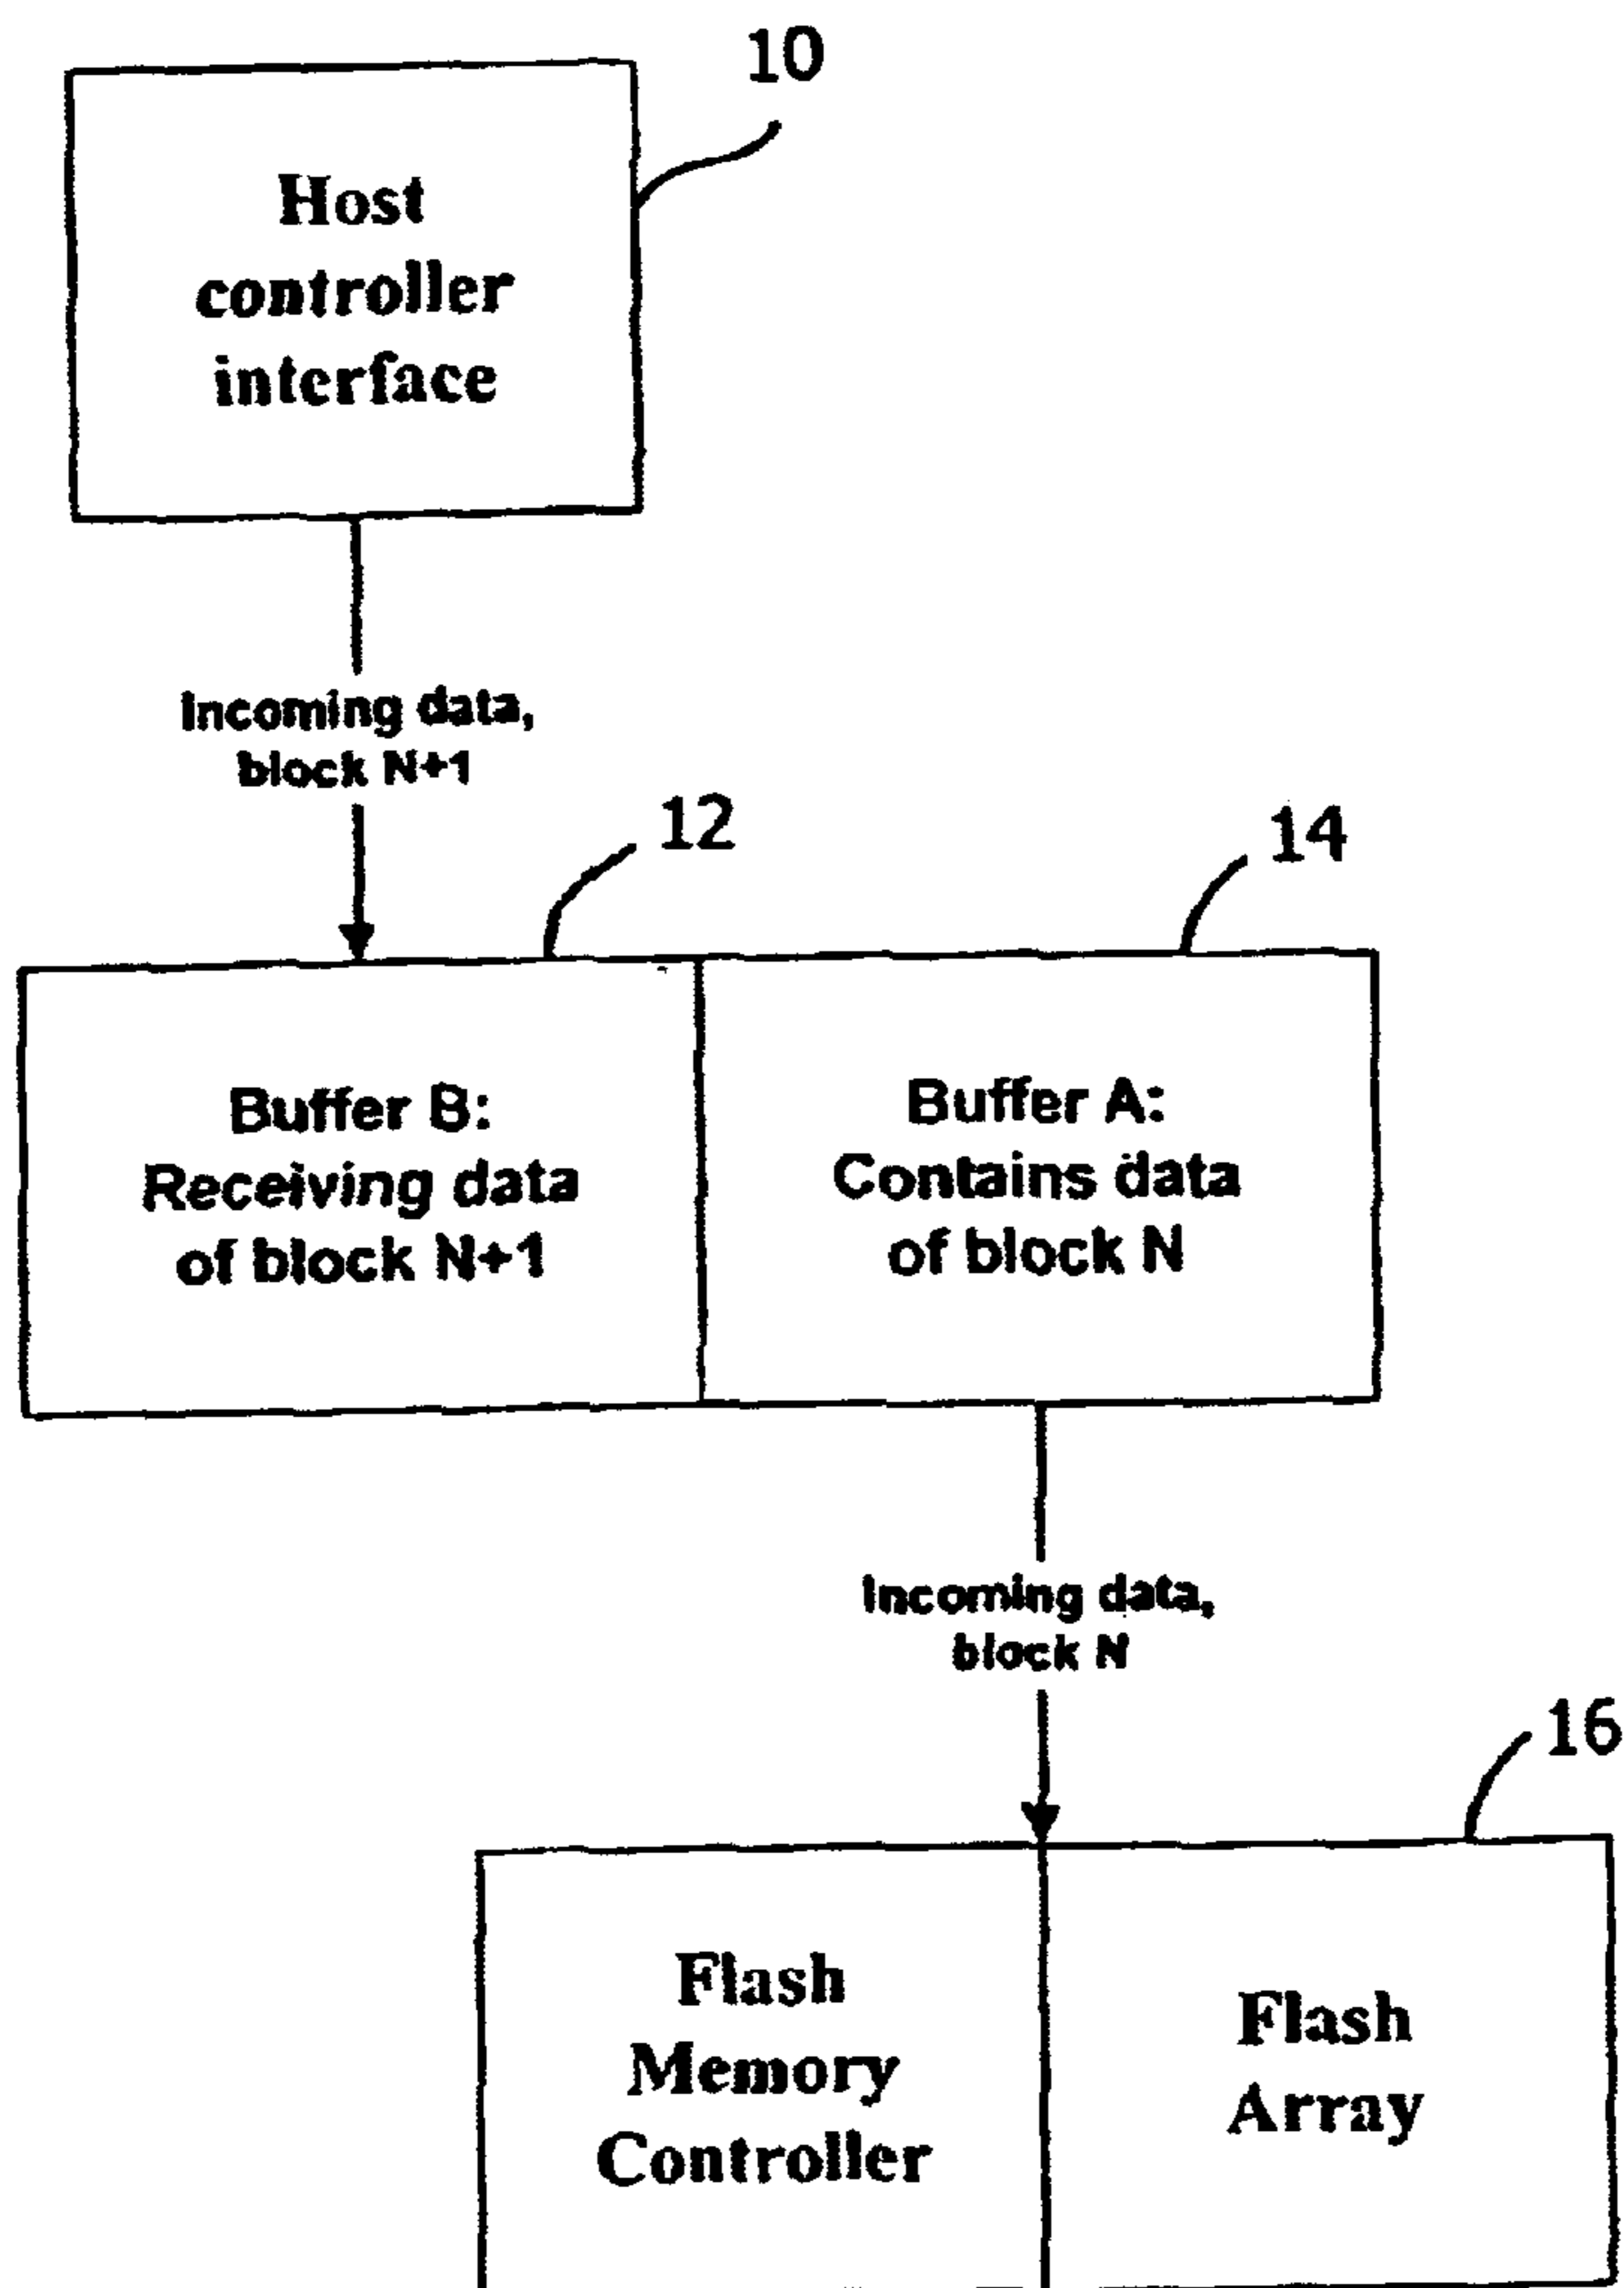 10
Host
controller
interface
Incoming data,
block N+1
12
14
Buffer B:
Receiving data
of block N+1
Buffer A:
Contains data
of block N
Incoming data,
block N
16
Flash
Memory
Controller
Flash
Array